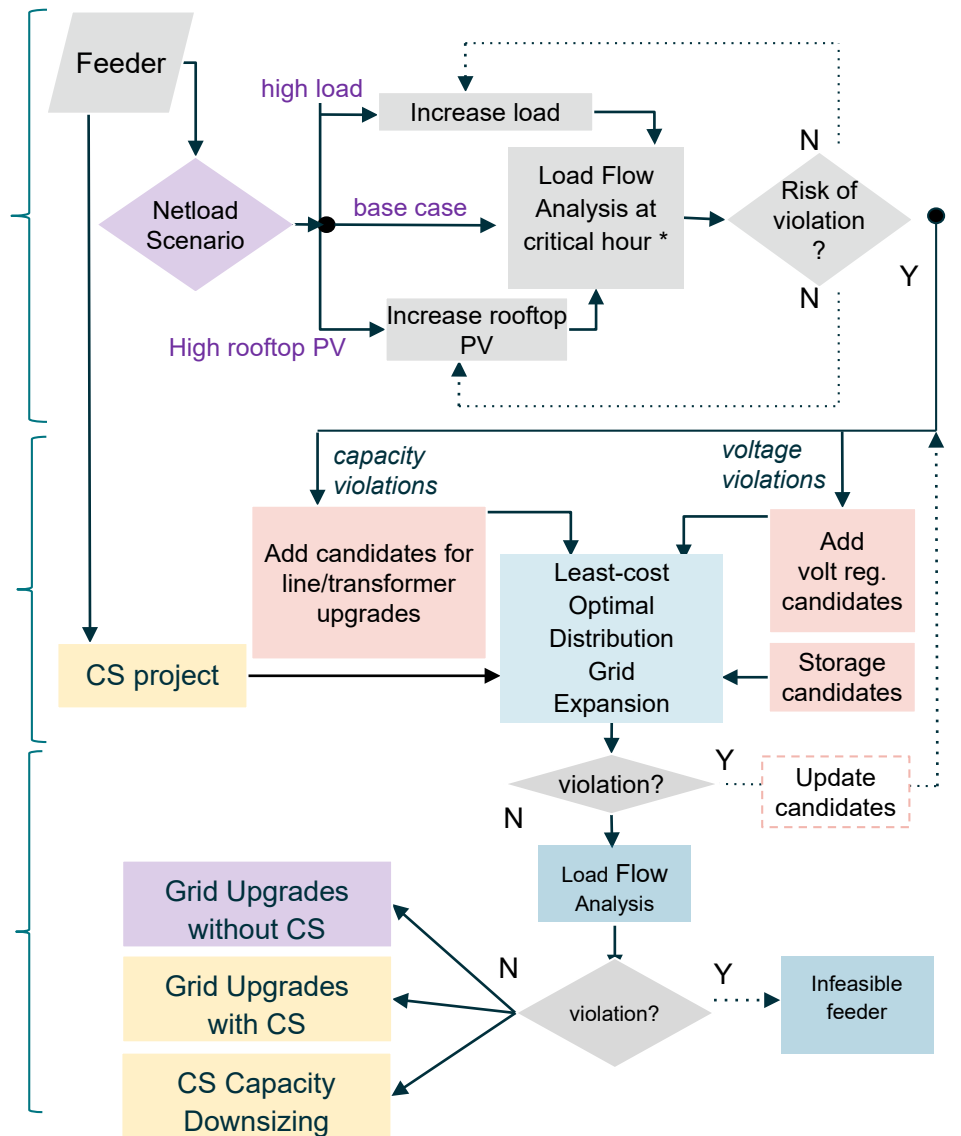 Feeder
high load
Increase load
N
Netload
Scenario
base case
Load Flow
Analysis at
critical hour *
Risk of
violation
?
Y
N
High rooftop PV
Increase rooftop
PV
capacity
violations
voltage
violations
Add candidates for
line/transformer
upgrades
Least-cost
Optimal
Distribution
Grid
Expansion
Add
volt reg.
candidates
CS project
Storage
candidates
violation?
Y
Update
candidates
N
Load Flow
Analysis
Grid Upgrades
without CS
N
Grid Upgrades
with CS
violation?
Y
Infeasible
feeder
CS Capacity
Downsizing